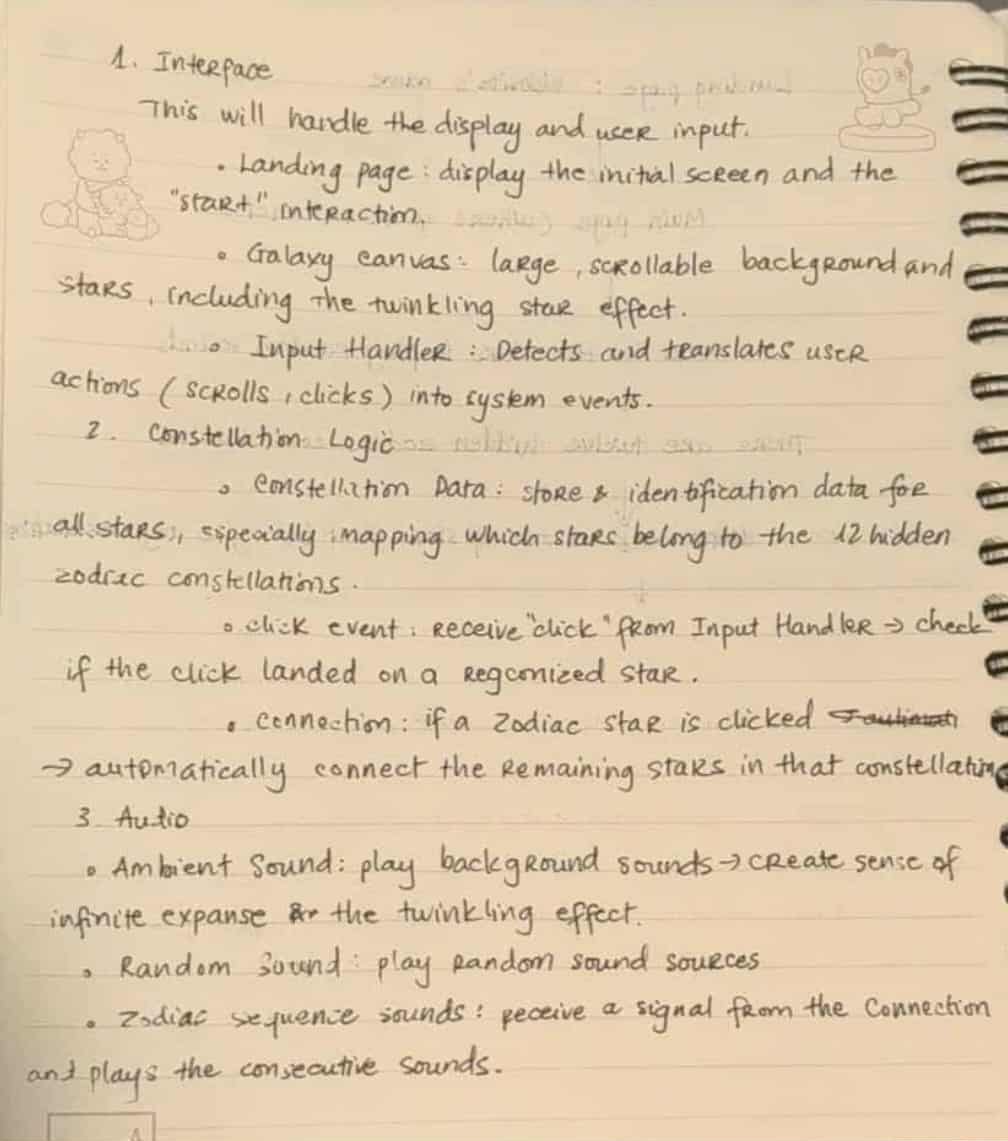 1. Interface
This will handle the display and user input.
• Landing page : display the initial screen and the
"start" interaction.
• Galaxy canvas : large, scrollable background and
stars, including the twinkling star effect.
• Input Handler : Detects and translates user
actions (scrolls, clicks) into system events.
2. Constellation Logic
• Constellation Data : store & identification data for
all stars, especially mapping which stars belong to the 12 hidden
zodiac constellations.
• click event : receive "click" from Input Handler → check
if the click landed on a regconized star.
• connection : if a zodiac star is clicked
→ automatically connect the remaining stars in that constellation
3. Audio
• Ambient Sound : play background sounds → create sense of
infinite expanse the twinkling effect.
• Random Sound : play random sound sources
• Zodiac sequence sounds : receive a signal from the Connection
and plays the consecutive sounds.